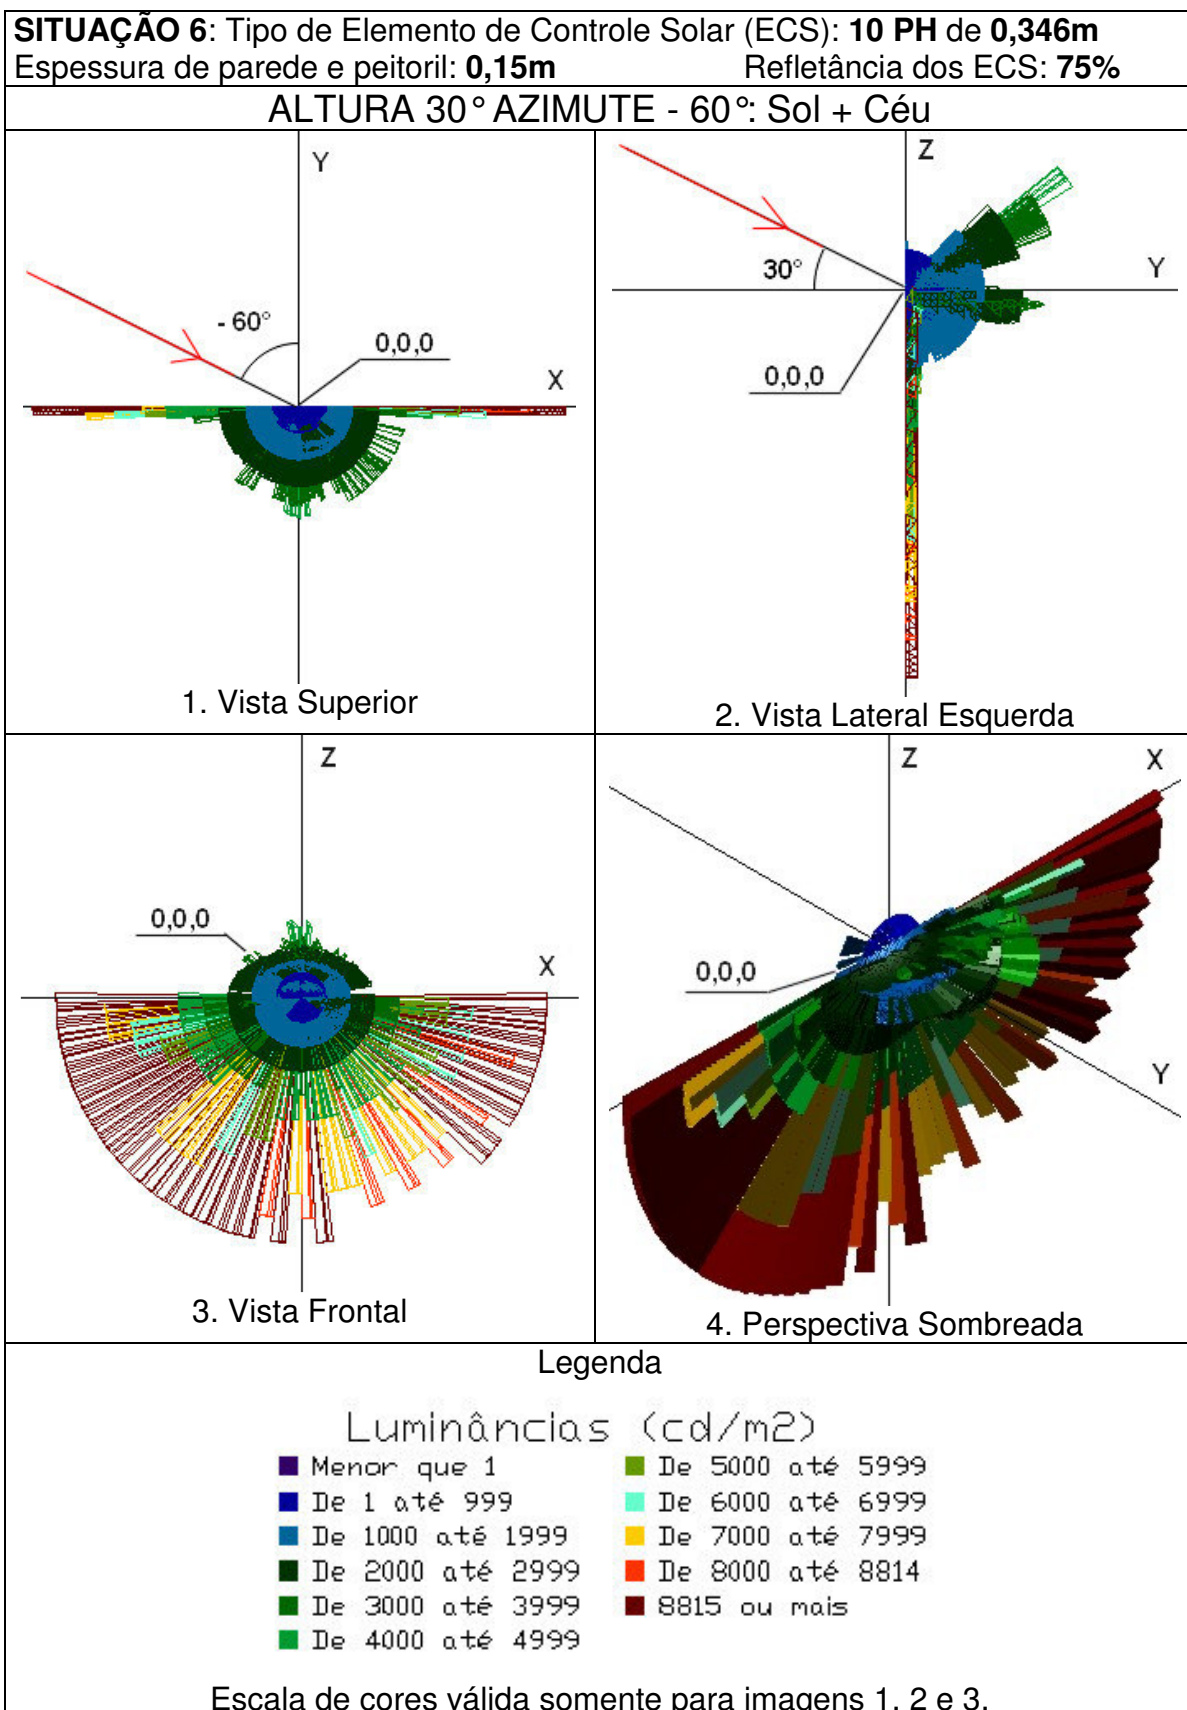 SITUAÇÃO 6: Tipo de Elemento de Controle Solar (ECS): 10 PH de 0,346m
Espessura de parede e peitoril: 0,15m Refletância dos ECS: 75%
ALTURA 30° AZIMUTE - 60°: Sol + Céu
Y
- 60°
0,0,0
X
1. Vista Superior
Z
30°
Y
0,0,0
2. Vista Lateral Esquerda
Z
0,0,0
X
3. Vista Frontal
Z
X
0,0,0
Y
4. Perspectiva Sombreada
Legenda
Luminâncias (cd/m2)
Menor que 1
De 1 até 999
De 1000 até 1999
De 2000 até 2999
De 3000 até 3999
De 4000 até 4999
De 5000 até 5999
De 6000 até 6999
De 7000 até 7999
De 8000 até 8814
8815 ou mais
Escala de cores válida somente para imagens 1, 2 e 3.